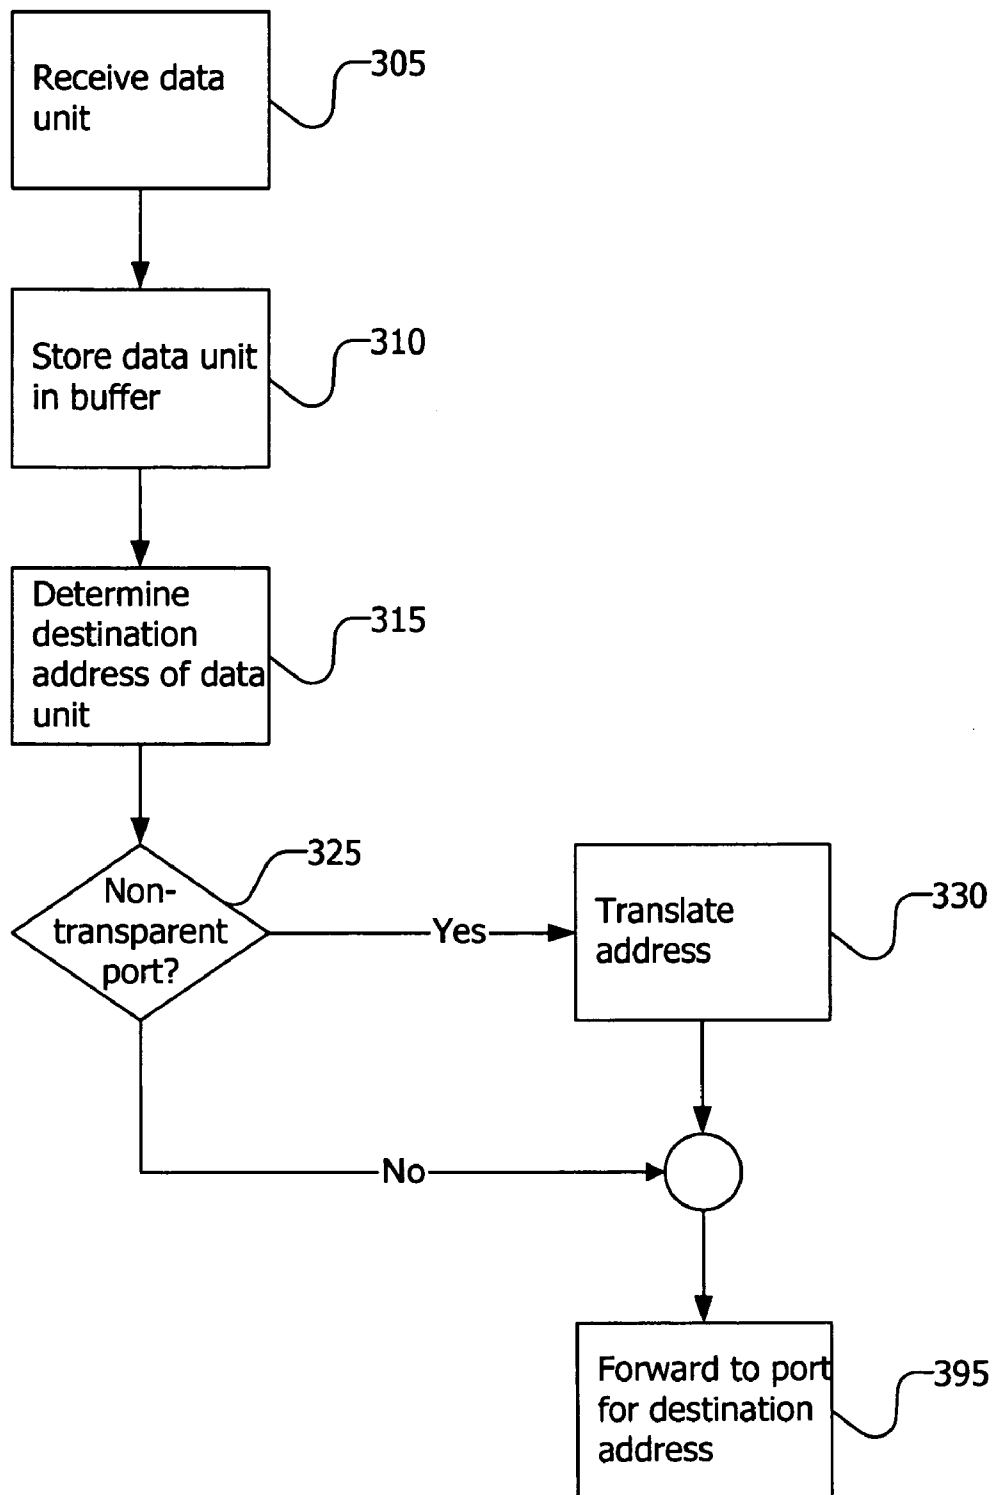 Receive data
unit
305
Store data unit
in buffer
310
Determine
destination
address of data
unit
315
Non-
transparent
port?
325
Yes
Translate
address
330
No
Forward to port
for destination
address
395